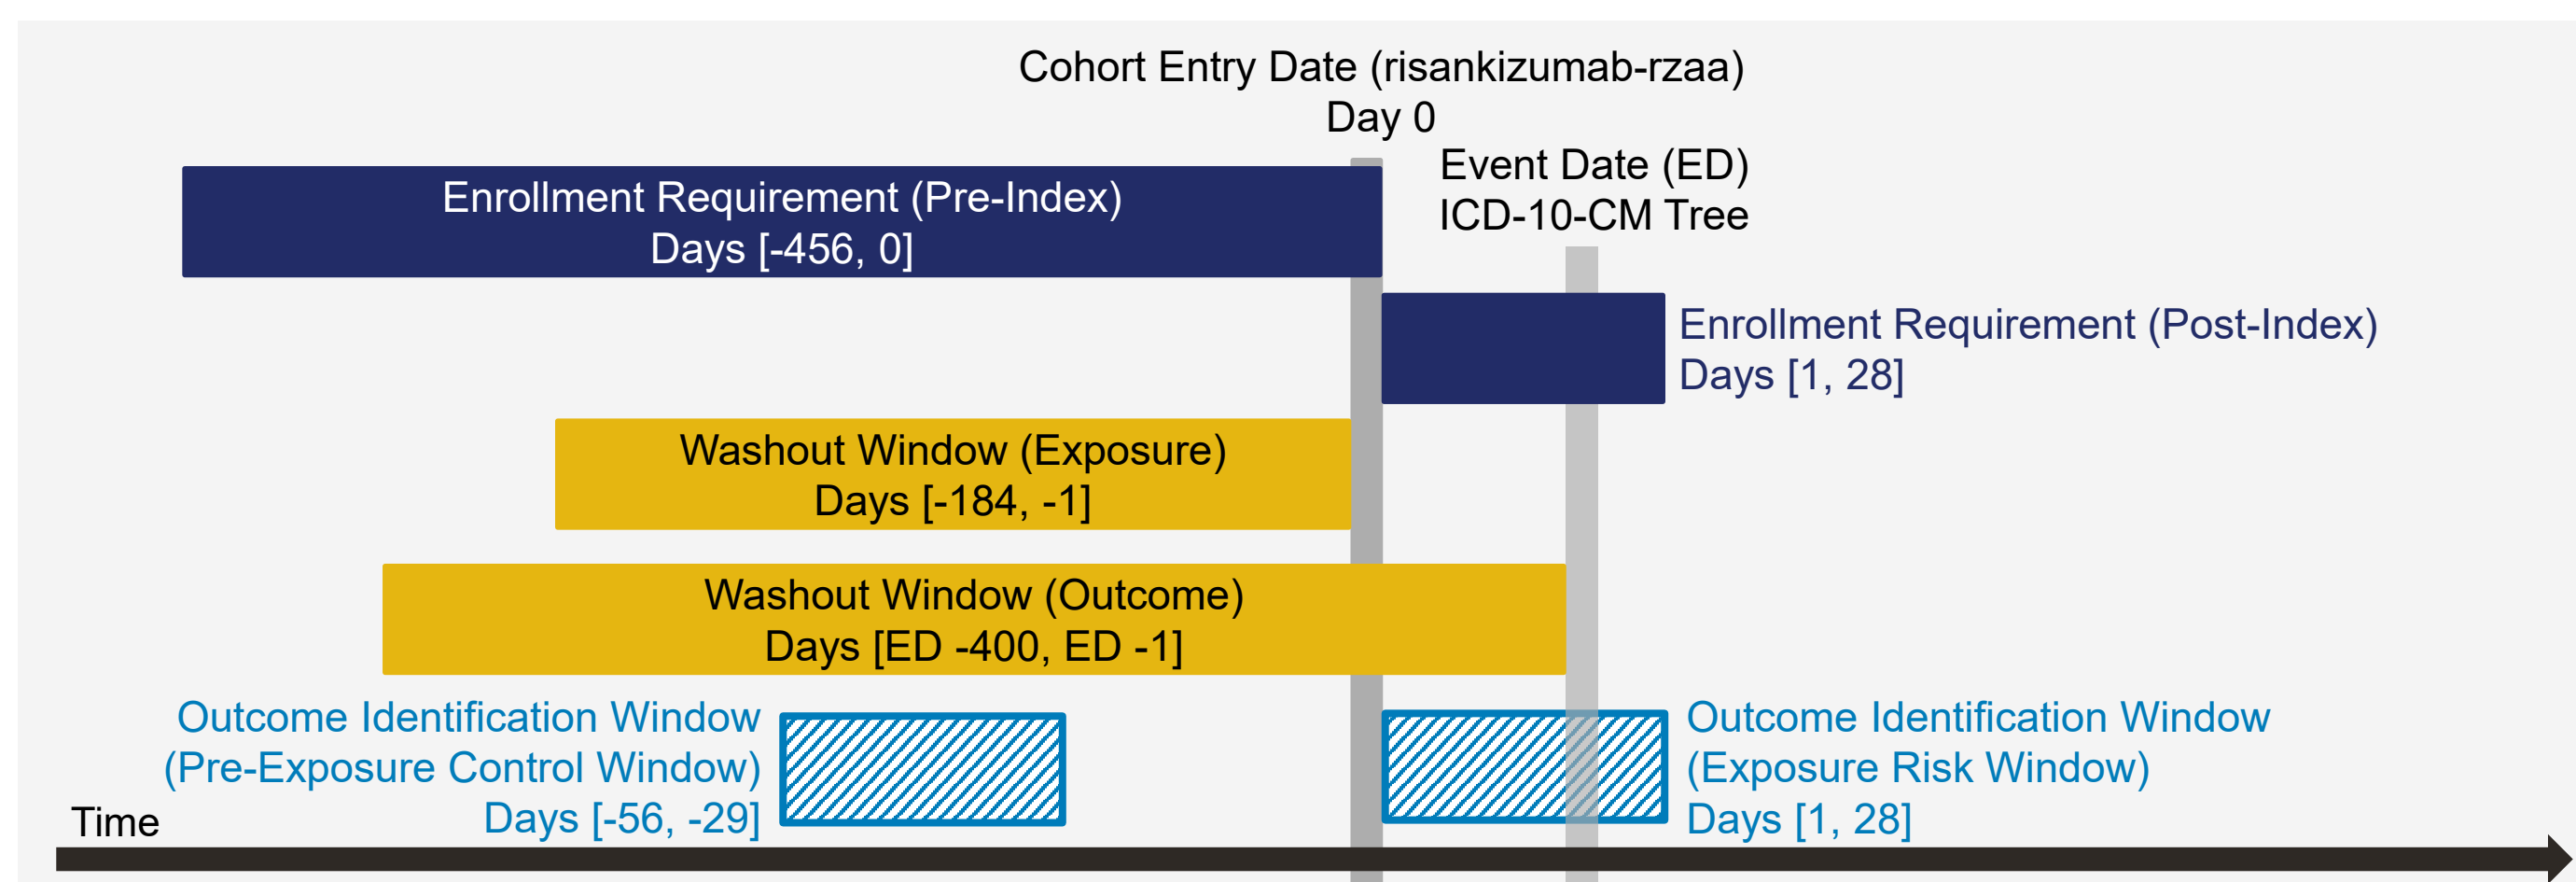 Cohort Entry Date (risankizumab-rzaa)
Day 0
Event Date (ED)
ICD-10-CM Tree
Enrollment Requirement (Pre-Index)
Days [-456, 0]
Enrollment Requirement (Post-Index)
Days [1, 28]
Washout Window (Exposure)
Days [-184, -1]
Washout Window (Outcome)
Days [ED -400, ED -1]
Outcome Identification Window
(Pre-Exposure Control Window)
Days [-56, -29]
Outcome Identification Window
(Exposure Risk Window)
Days [1, 28]
Time